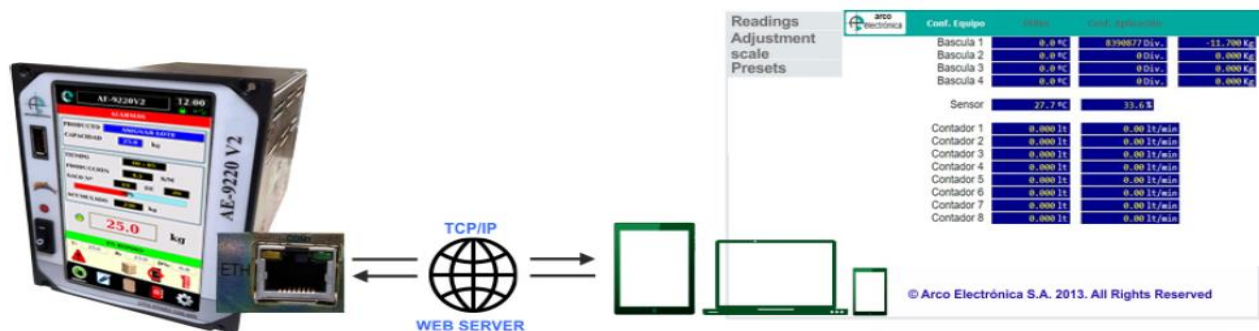 AE-9220V2 12:00
ALARMAS
PRODUCTO ASIGNAR LOTE
CAPACIDAD 25.0 kg
TIEMPO
PRODUCCION
SACO Nº
ACUMULADO kg
25.0 kg
AE-9220 V2
ETH
TCP/IP
WEB SERVER
Readings
Adjustment
scale
Presets
arco
electrónica
Conf. Equipo
Conf. Aplicación
Bascula 1 0.0 ºC 8390877 Div. -11.700 Kg
Bascula 2 0.0 ºC 0 Div. 0.000 Kg
Bascula 3 0.0 ºC 0 Div. 0.000 Kg
Bascula 4 0.0 ºC 0 Div. 0.000 Kg
Sensor 27.7 ºC 33.6 %
Contador 1 0.000 lt 0.00 lt/min
Contador 2 0.000 lt 0.00 lt/min
Contador 3 0.000 lt 0.00 lt/min
Contador 4 0.000 lt 0.00 lt/min
Contador 5 0.000 lt 0.00 lt/min
Contador 6 0.000 lt 0.00 lt/min
Contador 7 0.000 lt 0.00 lt/min
Contador 8 0.000 lt 0.00 lt/min
© Arco Electrónica S.A. 2013. All Rights Reserved